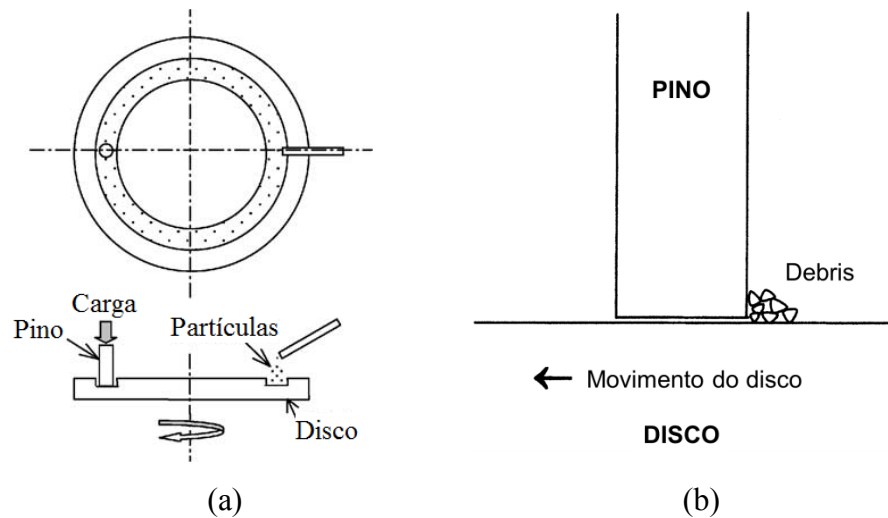 Carga
Pino
Partículas
Disco
(a)
PINO
Debris
Movimento do disco
DISCO
(b)